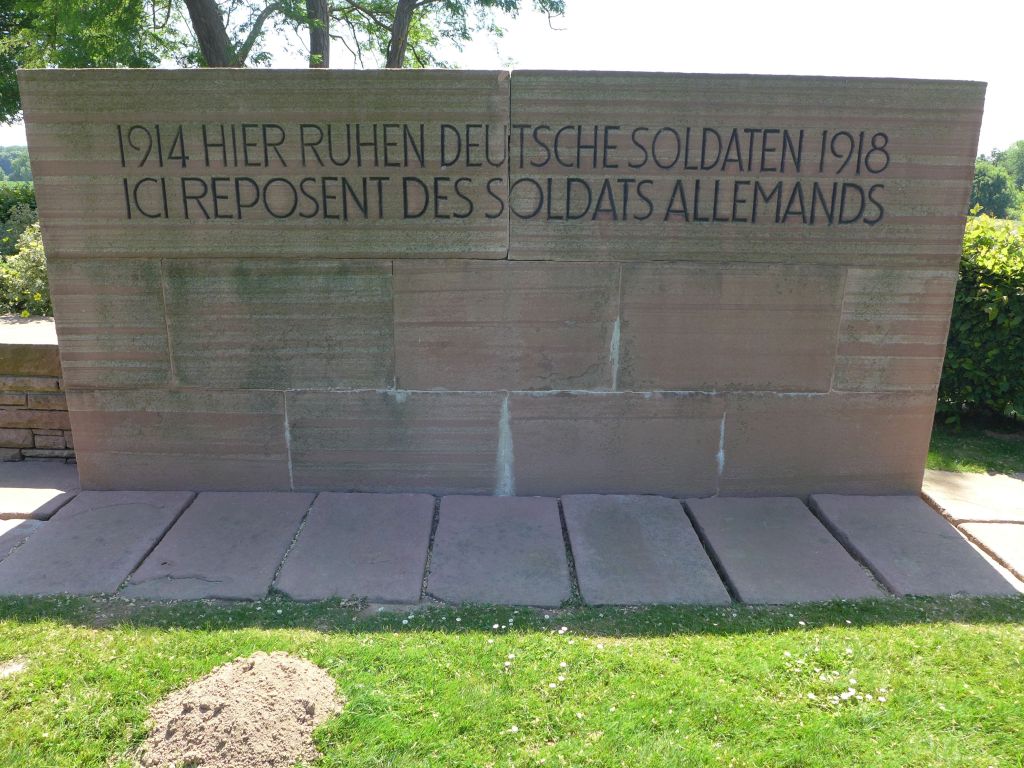 1914 HIER RUHEN DEUTSCHE SOLDATEN 1918
ICI REPOSENT DES SOLDATS ALLEMANDS